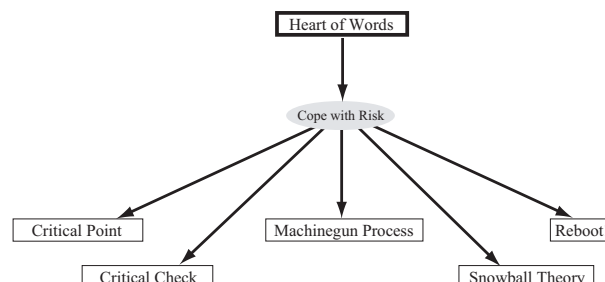 Heart of Words
Cope with Risk
Critical Point
Machinegun Process
Reboot
Critical Check
Snowball Theory